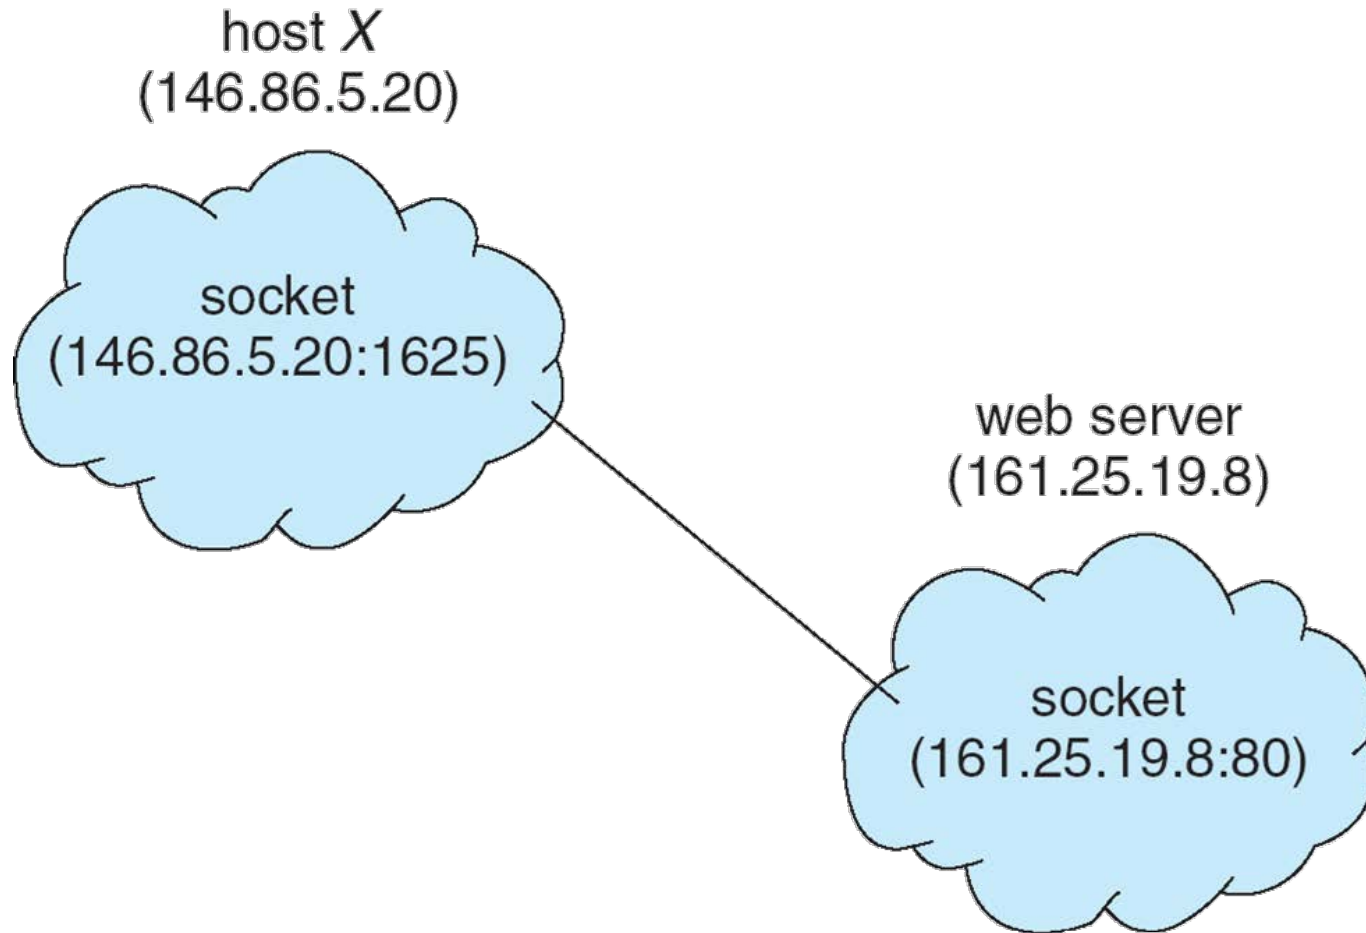 host X
(146.86.5.20)
socket
(146.86.5.20:1625)
web server
(161.25.19.8)
socket
(161.25.19.8:80)